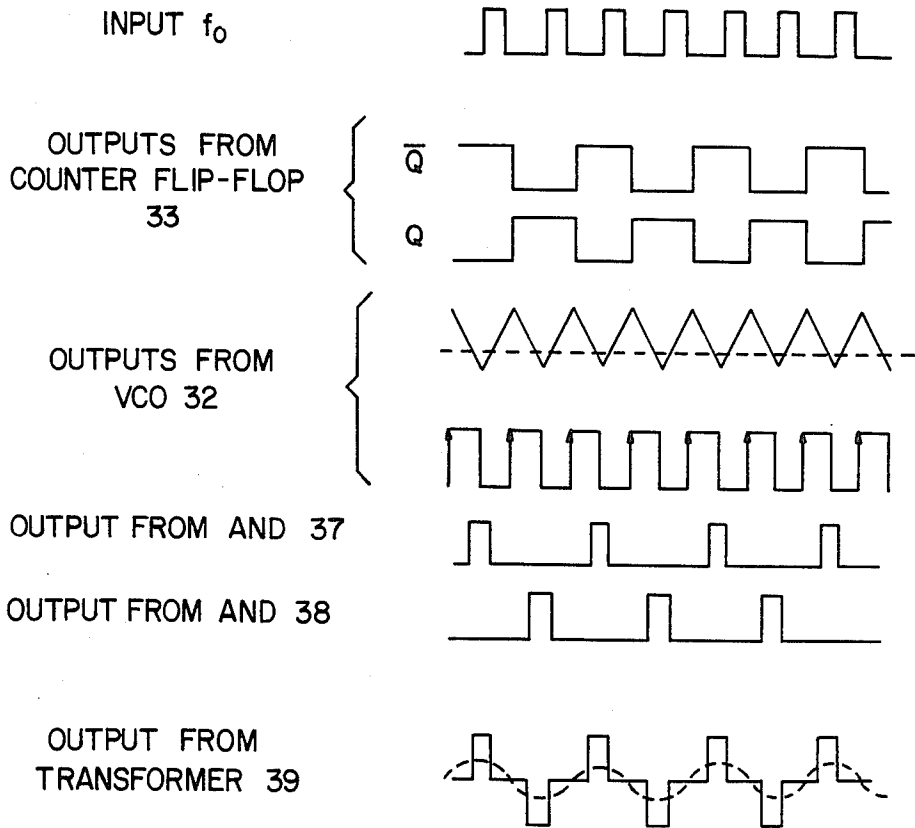 INPUT f₀
OUTPUTS FROM
COUNTER FLIP-FLOP
33
Q̅
Q
OUTPUTS FROM
VCO 32
OUTPUT FROM AND 37
OUTPUT FROM AND 38
OUTPUT FROM
TRANSFORMER 39